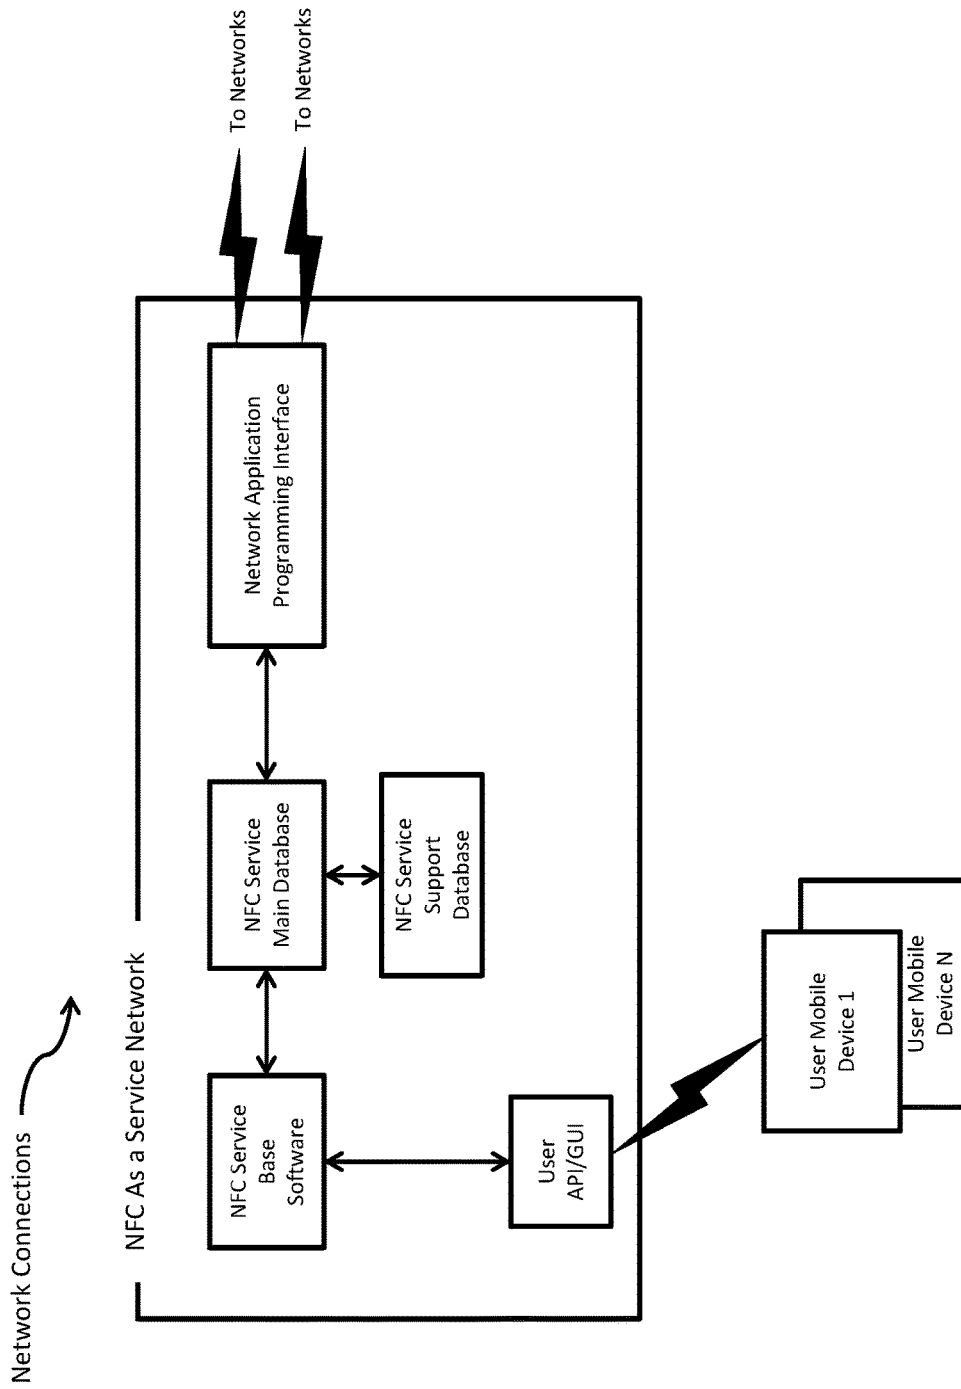 Network Connections
NFC As a Service Network
NFC Service
Base
Software
NFC Service
Main Database
Network Application
Programming Interface
To Networks
To Networks
NFC Service
Support
Database
User
API/GUI
User Mobile
Device 1
User Mobile
Device N